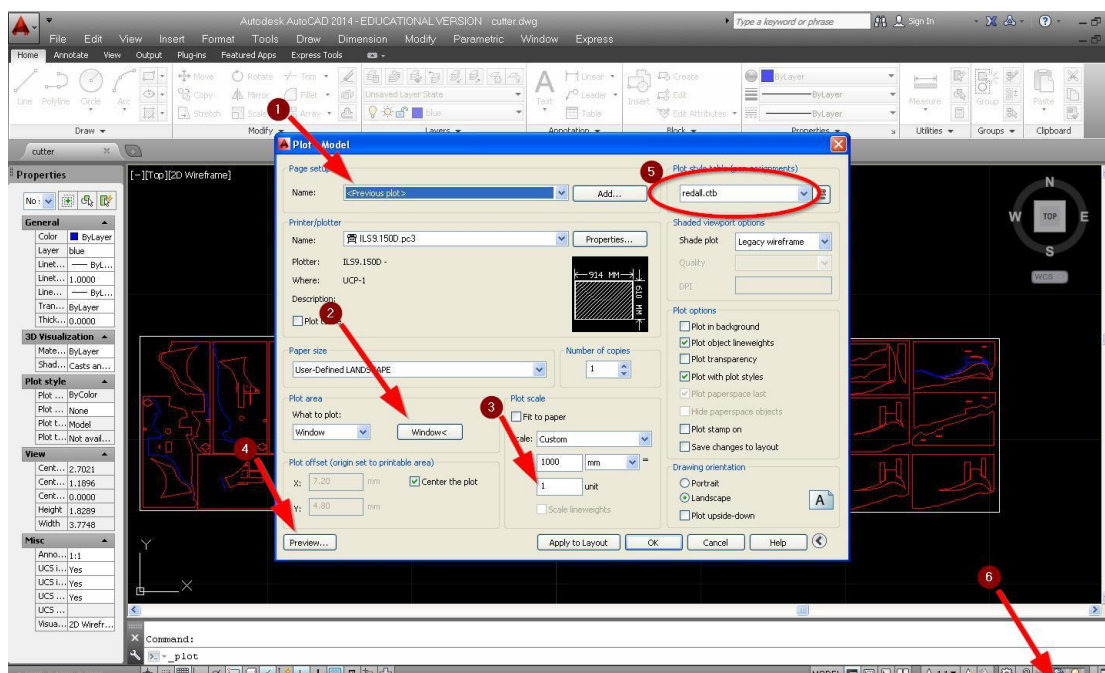 Autodesk AutoCAD 2014 - EDUCATIONAL VERSION cutter.dwg
Type a keyword or phrase
Sign In
File Edit View Insert Format Tools Draw Dimension Modify Parametric Window Express
Home Annotate View Output Plug-ins Featured Apps Express Tools
Move Rotate Trim
Line Polyline Circle Arc
Copy Mirror Fillet
Stretch Scale Array
Unsaved Layer State
blue
Text
Linear
Leader
Table
Insert
Create
Edit
Edit Attributes
ByLayer
ByLayer
ByLayer
Measure
Group
Paste
Draw Modify Layers Annotation Block Properties Utilities Groups Clipboard
cutter
Properties
No:
General
Color ByLayer
Layer blue
Linet... ByL...
Linet... 1.0000
Line... ByL...
Tran... ByLayer
Thick... 0.0000
3D Visualization
Mate... ByLayer
Shad... Casts an...
Plot style
Plot ... ByColor
Plot ... None
Plot t... Model
Plot t... Not avail...
View
Cent... 2.7021
Cent... 1.1896
Cent... 0.0000
Height 1.8289
Width 3.7748
Misc
Anno... 1:1
UCS i... Yes
UCS i... Yes
UCS ... Yes
UCS ...
Visua... 2D Wirefr...
[-][Top][2D Wireframe]
N
W TOP E
S
WCS
Y
X
1
2
3
4
5
6
Plot - Model
Page setup
Name: <Previous plot> Add...
Printer/plotter
Name: ILS9.150D.pc3 Properties...
Plotter: ILS9.150D -
Where: UCP-1
Description:
914 MM
610 MM
Paper size
User-Defined LANDSCAPE
Number of copies
1
Plot area
What to plot:
Window Window<
Plot offset (origin set to printable area)
X: 7.20 mm Center the plot
Y: 4.80 mm
Plot scale
Fit to paper
Scale: Custom
1000 mm =
1 unit
Scale lineweights
Plot style table (pen assignments)
redall.ctb
Shaded viewport options
Shade plot Legacy wireframe
Quality
DPI
Plot options
Plot in background
Plot object lineweights
Plot transparency
Plot with plot styles
Plot paperspace last
Hide paperspace objects
Plot stamp on
Save changes to layout
Drawing orientation
Portrait
Landscape
Plot upside-down
A
Preview... Apply to Layout OK Cancel Help
Command:
_plot
MODEL